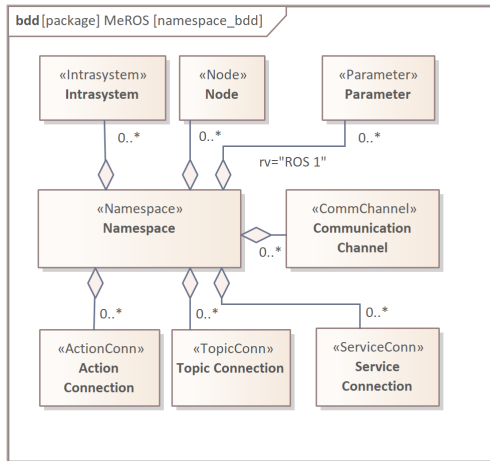 bdd [package] MeROS [namespace_bdd]
«Intrasystem»
Intrasystem
«Node»
Node
«Parameter»
Parameter
0..*
0..*
0..*
rv="ROS 1"
«Namespace»
Namespace
«CommChannel»
Communication
Channel
0..*
0..*
0..*
0..*
«ActionConn»
Action
Connection
«TopicConn»
Topic Connection
«ServiceConn»
Service
Connection